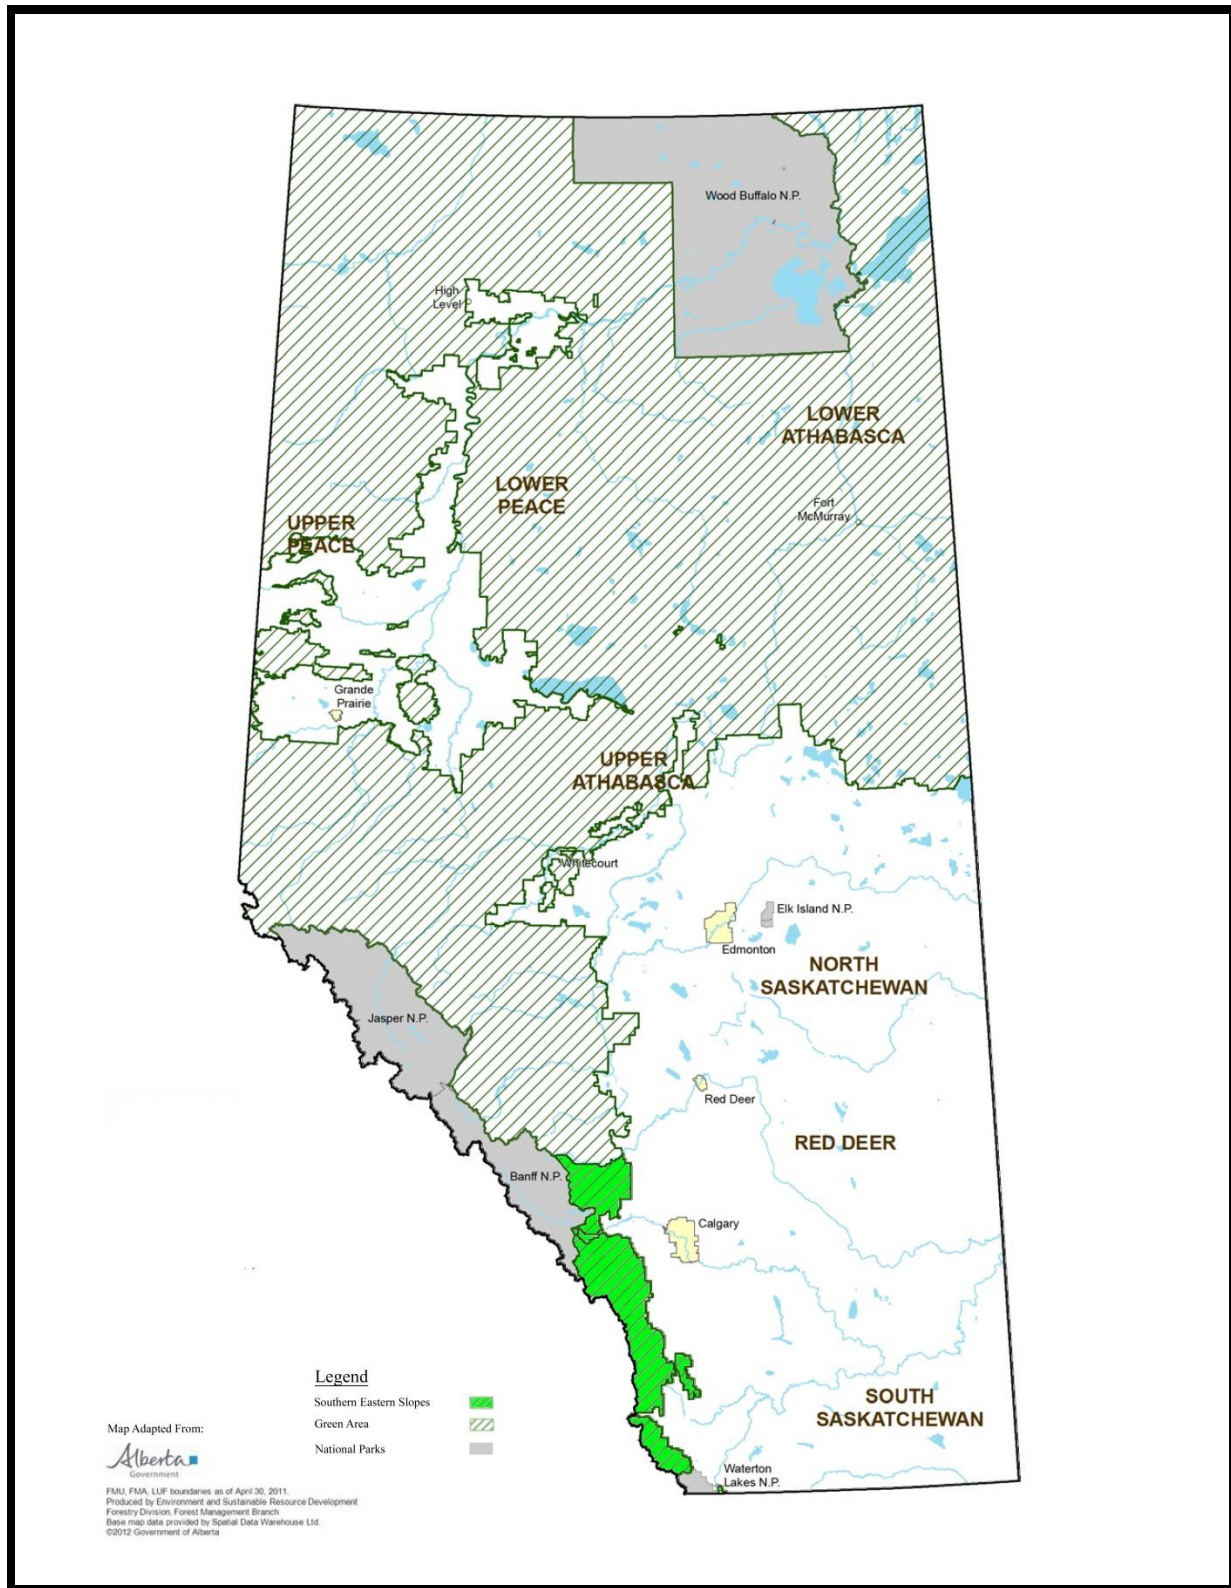 Wood Buffalo N.P.
High
Level
LOWER
ATHABASCA
LOWER
PEACE
Fort
McMurray
UPPER
PEACE
Grande
Prairie
UPPER
ATHABASCA
Whitecourt
Elk Island N.P.
Edmonton
NORTH
SASKATCHEWAN
Jasper N.P.
Red Deer
RED DEER
Banff N.P.
Calgary
Legend
Southern Eastern Slopes
Green Area
National Parks
SOUTH
SASKATCHEWAN
Waterton
Lakes N.P.
Map Adapted From:
Alberta
Government
FMU, FMA, LUF boundaries as of April 30, 2011.
Produced by Environment and Sustainable Resource Development
Forestry Division, Forest Management Branch
Base map data provided by Spatial Data Warehouse Ltd.
©2012 Government of Alberta